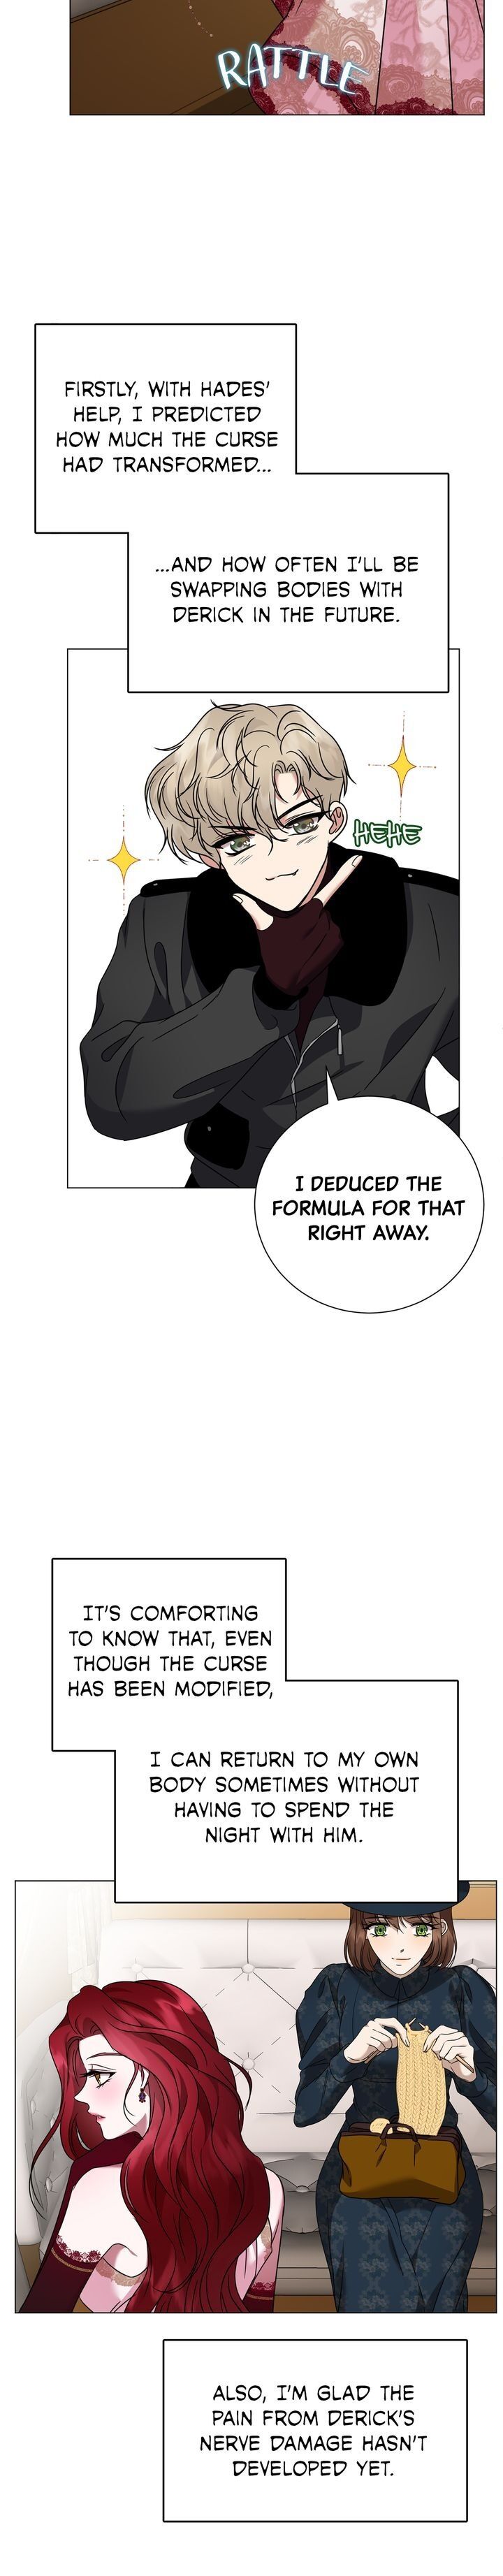 RATTLE
FIRSTLY, WITH HADES'
HELP, I PREDICTED
HOW MUCH THE CURSE
HAD TRANSFORMED...
...AND HOW OFTEN I'LL BE
SWAPPING BODIES WITH
DERICK IN THE FUTURE.
HEHE
I DEDUCED THE
FORMULA FOR THAT
RIGHT AWAY.
IT'S COMFORTING
TO KNOW THAT, EVEN
THOUGH THE CURSE
HAS BEEN MODIFIED,
I CAN RETURN TO MY OWN
BODY SOMETIMES WITHOUT
HAVING TO SPEND THE
NIGHT WITH HIM.
ALSO, I'M GLAD THE
PAIN FROM DERICK'S
NERVE DAMAGE HASN'T
DEVELOPED YET.